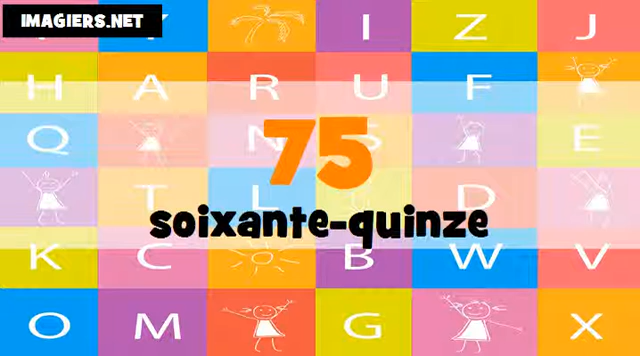 IMAGIERS.NET
I Z J
H A R U F
Q N E
75
T L D
soixante-quinze
K C B W V
O M G X